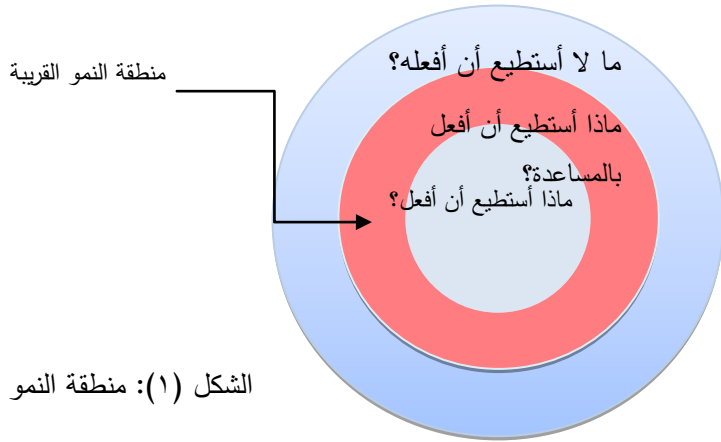 ما لا أستطيع أن أفعله؟
منطقة النمو القريبة
ماذا أستطيع أن أفعل
بالمساعدة؟
ماذا أستطيع أن أفعل؟
الشكل (١): منطقة النمو